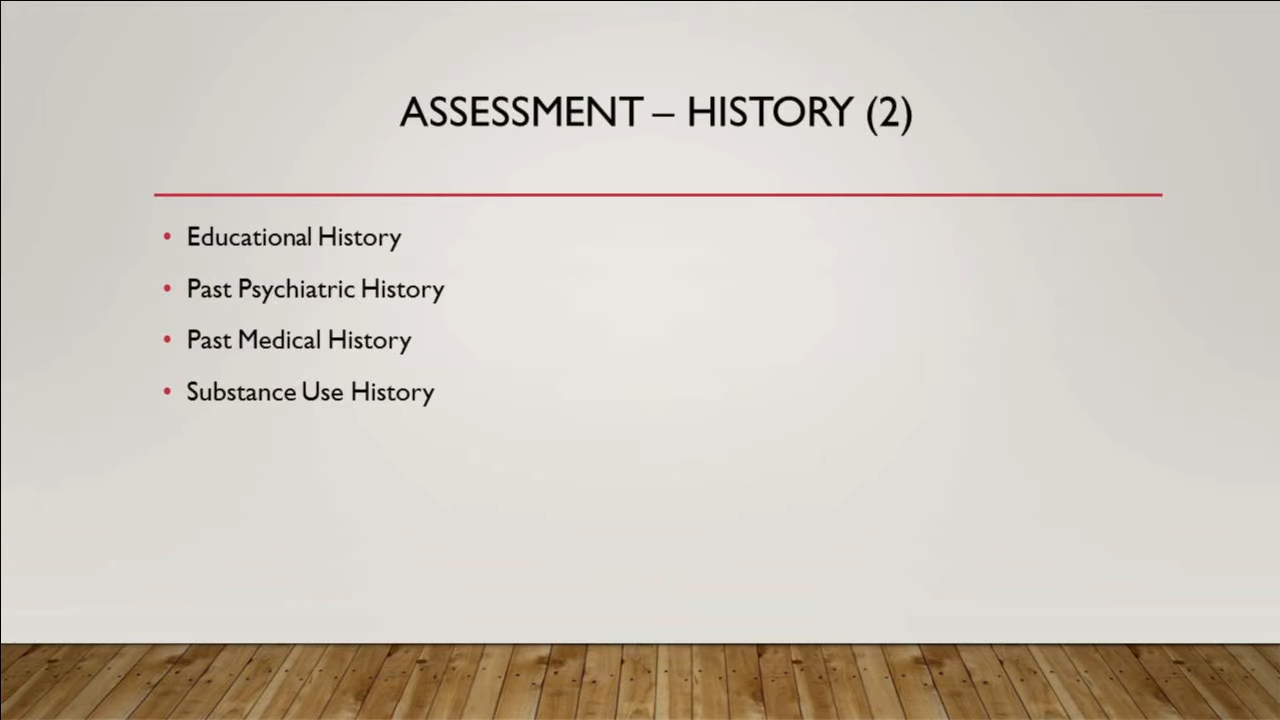 ASSESSMENT – HISTORY (2)
• Educational History
• Past Psychiatric History
• Past Medical History
• Substance Use History